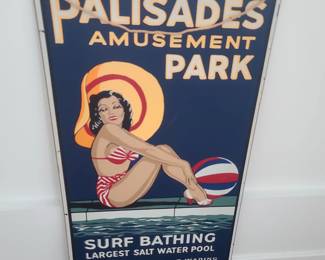 PALISADES
AMUSEMENT
PARK
SURF BATHING
LARGEST SALT WATER POOL